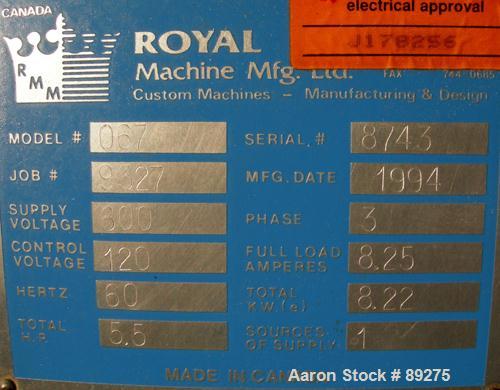 CANADA
RMM
ROYAL
Machine Mfg. Ltd.
FAX 744-0685
Custom Machines - Manufacturing & Design
electrical approval
J178256
MODEL # 067 SERIAL # 8743
JOB # 9327 MFG. DATE 1994
SUPPLY VOLTAGE 600 PHASE 3
CONTROL VOLTAGE 120 FULL LOAD AMPERES 8.25
HERTZ 60 TOTAL K.W.(e) 8.22
TOTAL H.P. 5.5 SOURCES OF SUPPLY 1
MADE IN
Aaron Stock # 89275